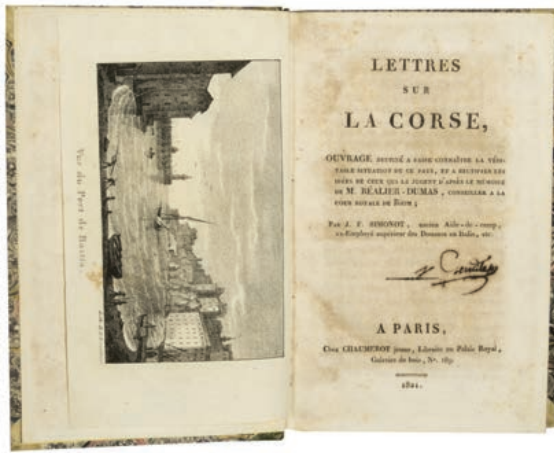 Vue du Port de Bastia.
LETTRES
SUR
LA CORSE,
OUVRAGE DESTINÉ A FAIRE CONNAÎTRE LA VÉRI-
TABLE SITUATION DE CE PAYS, ET A RECTIFIER LES
IDÉES DE CEUX QUI LE JUGENT D'APRÈS LE MÉMOIRE
DE M. RÉALIER-DUMAS, CONSEILLER A LA
COUR ROYALE DE RIOM;
PAR J. F. SIMONOT, ancien Aide-de-camp,
ex-Employé supérieur des Douanes en Italie, etc.
A PARIS,
Chez CHAUMEROT jeune, Libraire au Palais Royal,
Galeries de bois, N°. 189.
1821.